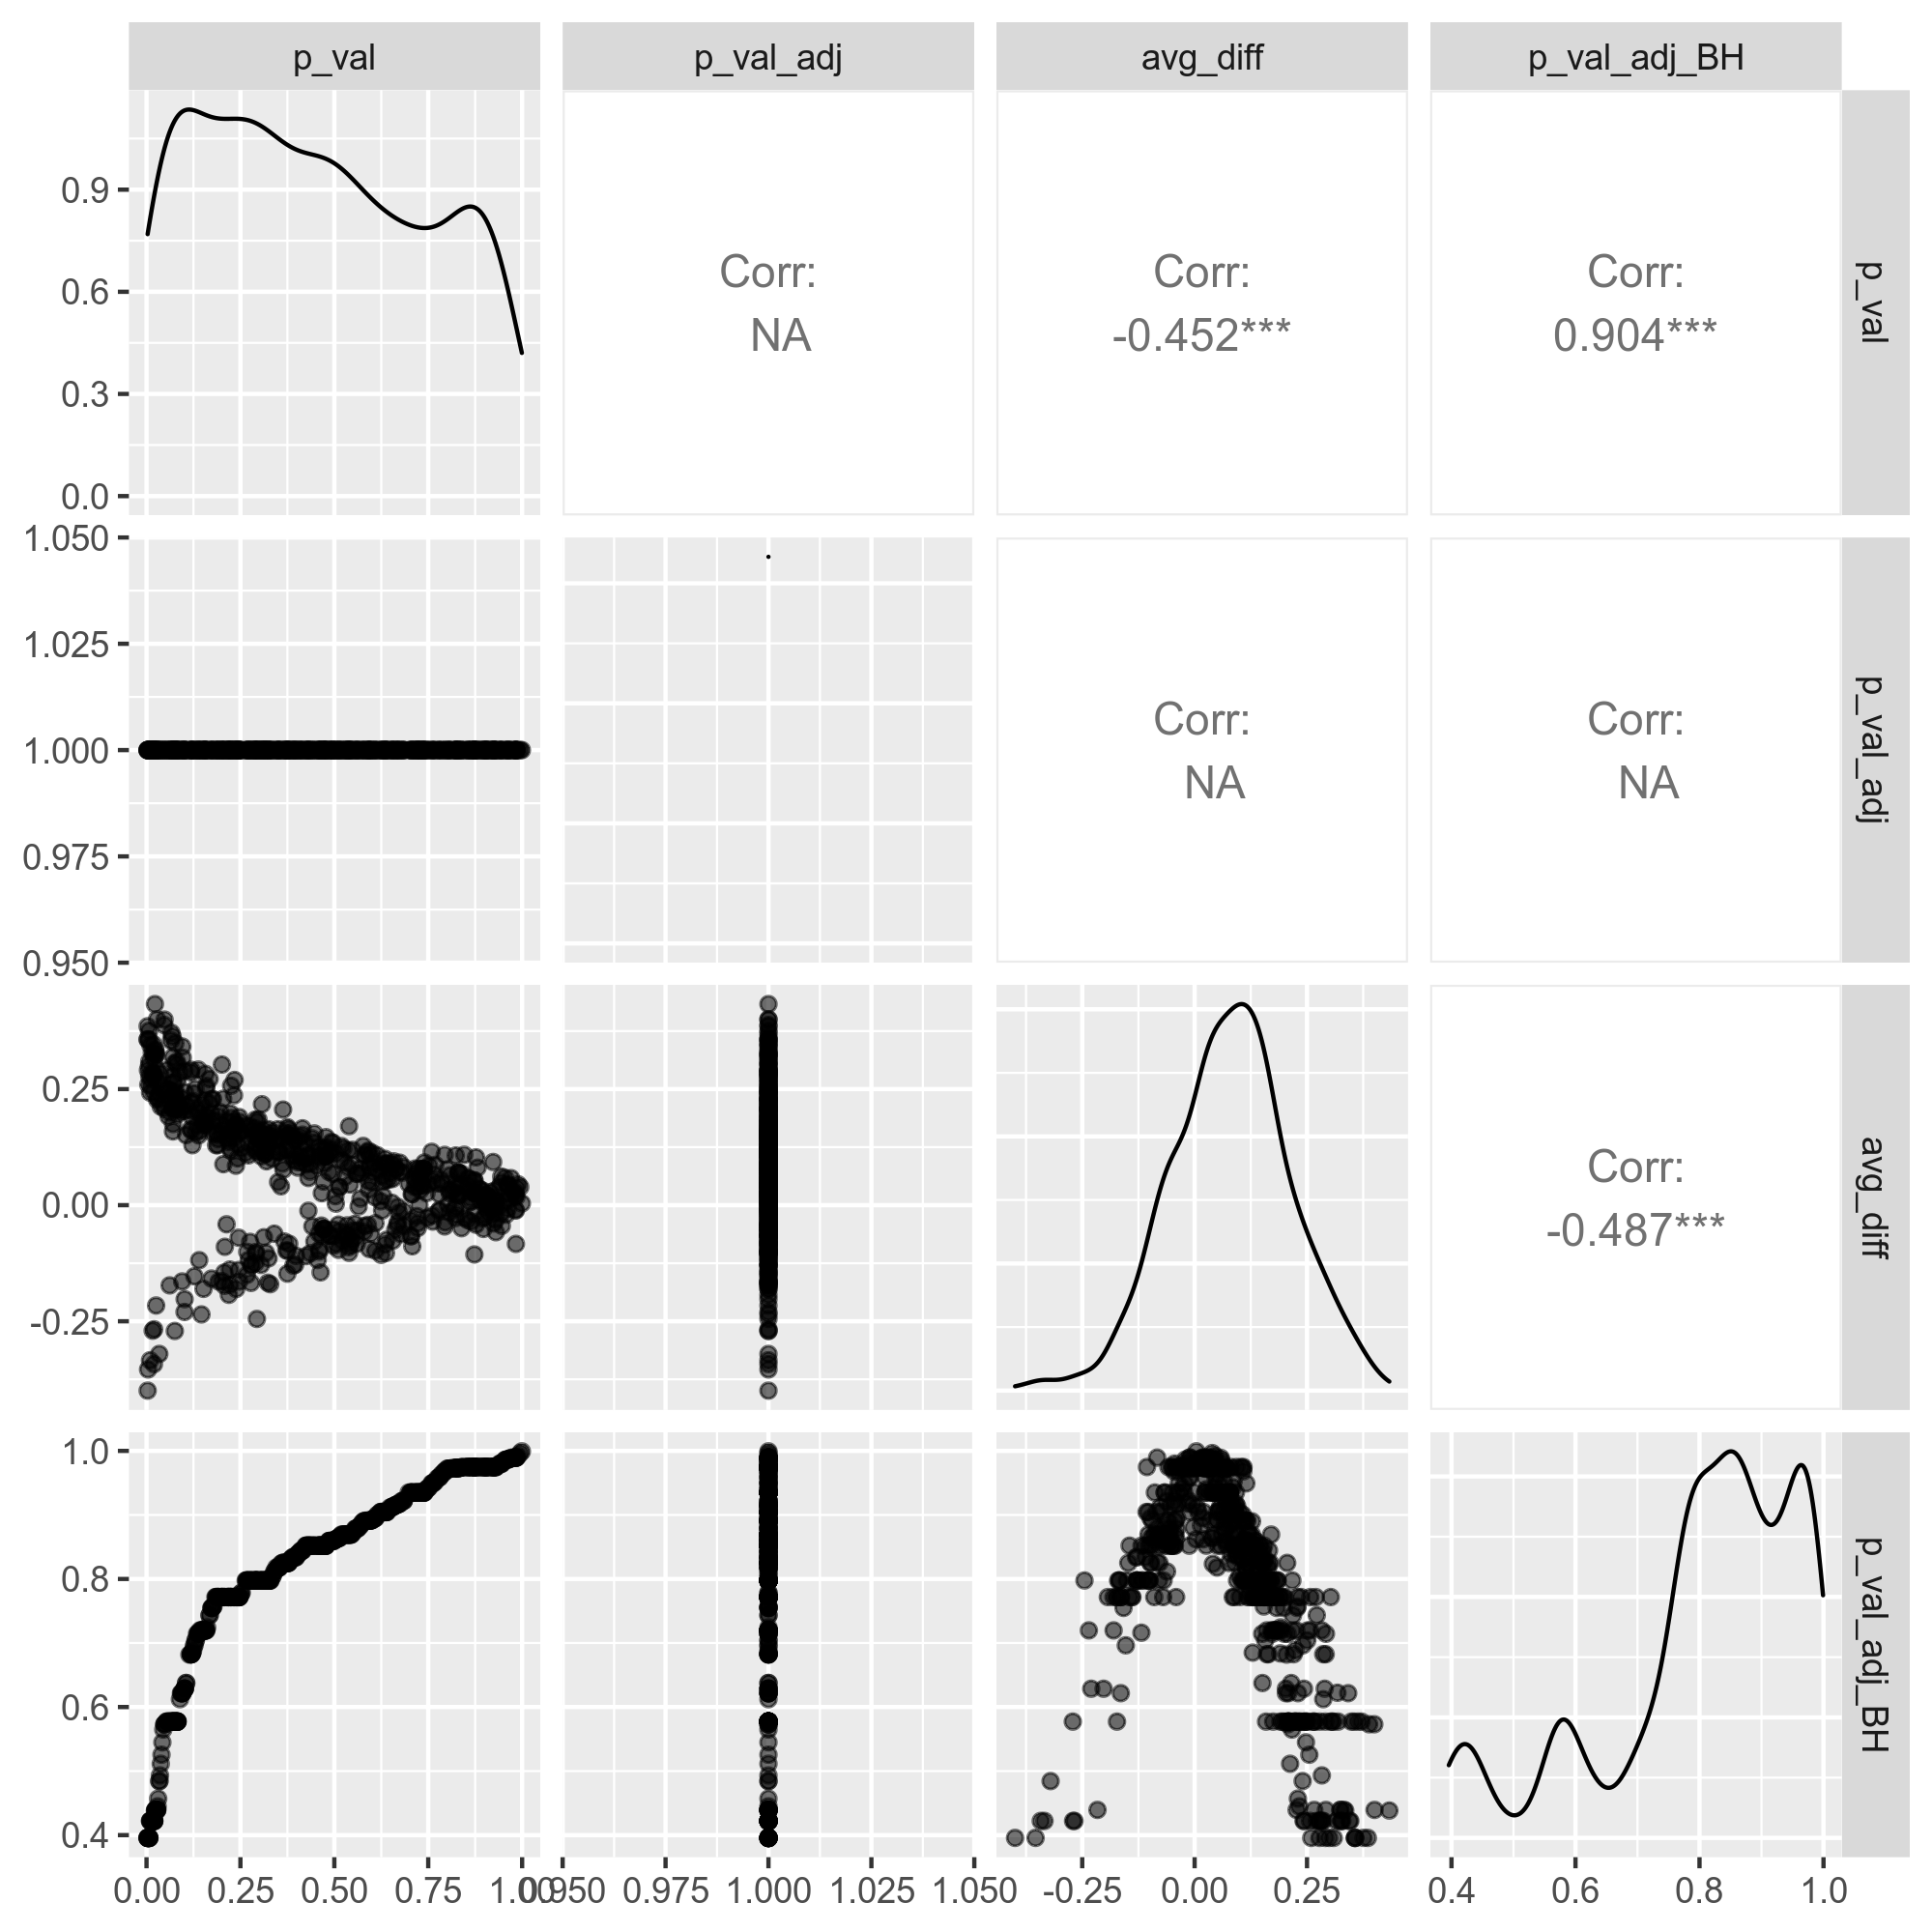 p_val
p_val_adj
avg_diff
p_val_adj_BH
0.9
0.6
0.3
0.0
Corr:
NA
Corr:
-0.452***
Corr:
0.904***
p_val
1.050
1.025
1.000
0.975
0.950
Corr:
NA
Corr:
NA
p_val_adj
0.25
0.00
-0.25
Corr:
-0.487***
avg_diff
1.0
0.8
0.6
0.4
p_val_adj_BH
0.00 0.25 0.50 0.75 1.00
0.950 0.975 1.000 1.025 1.050
-0.25 0.00 0.25
0.4 0.6 0.8 1.0